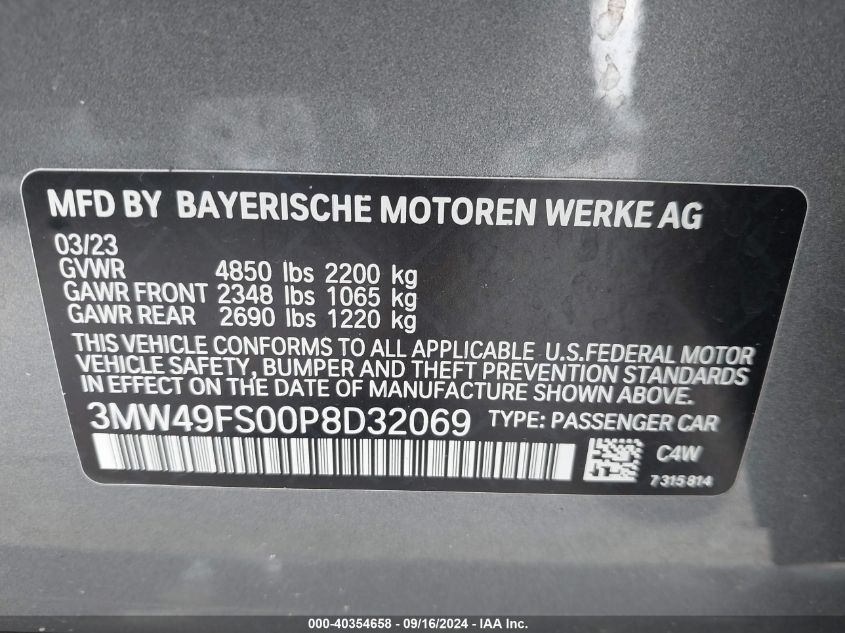 MFD BY BAYERISCHE MOTOREN WERKE AG
03/23
GVWR 4850 lbs 2200 kg
GAWR FRONT 2348 lbs 1065 kg
GAWR REAR 2690 lbs 1220 kg
THIS VEHICLE CONFORMS TO ALL APPLICABLE U.S.FEDERAL MOTOR
VEHICLE SAFETY, BUMPER AND THEFT PREVENTION STANDARDS
IN EFFECT ON THE DATE OF MANUFACTURE SHOWN ABOVE.
3MW49FS00P8D32069 TYPE: PASSENGER CAR
C4W
7315814
000-40354658 - 09/16/2024 - IAA Inc.